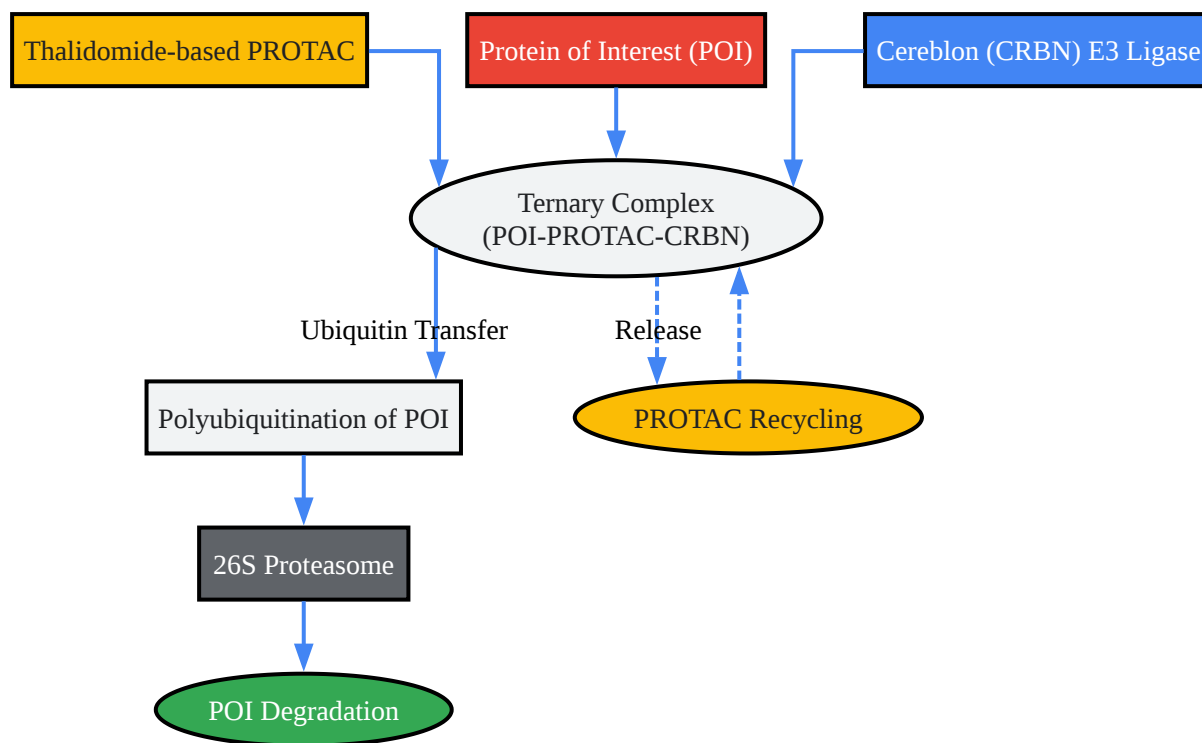 Thalidomide-based PROTAC
Protein of Interest (POI)
Cereblon (CRBN) E3 Ligase
Ternary Complex
(POI-PROTAC-CRBN)
Ubiquitin Transfer
Release
Polyubiquitination of POI
PROTAC Recycling
26S Proteasome
POI Degradation